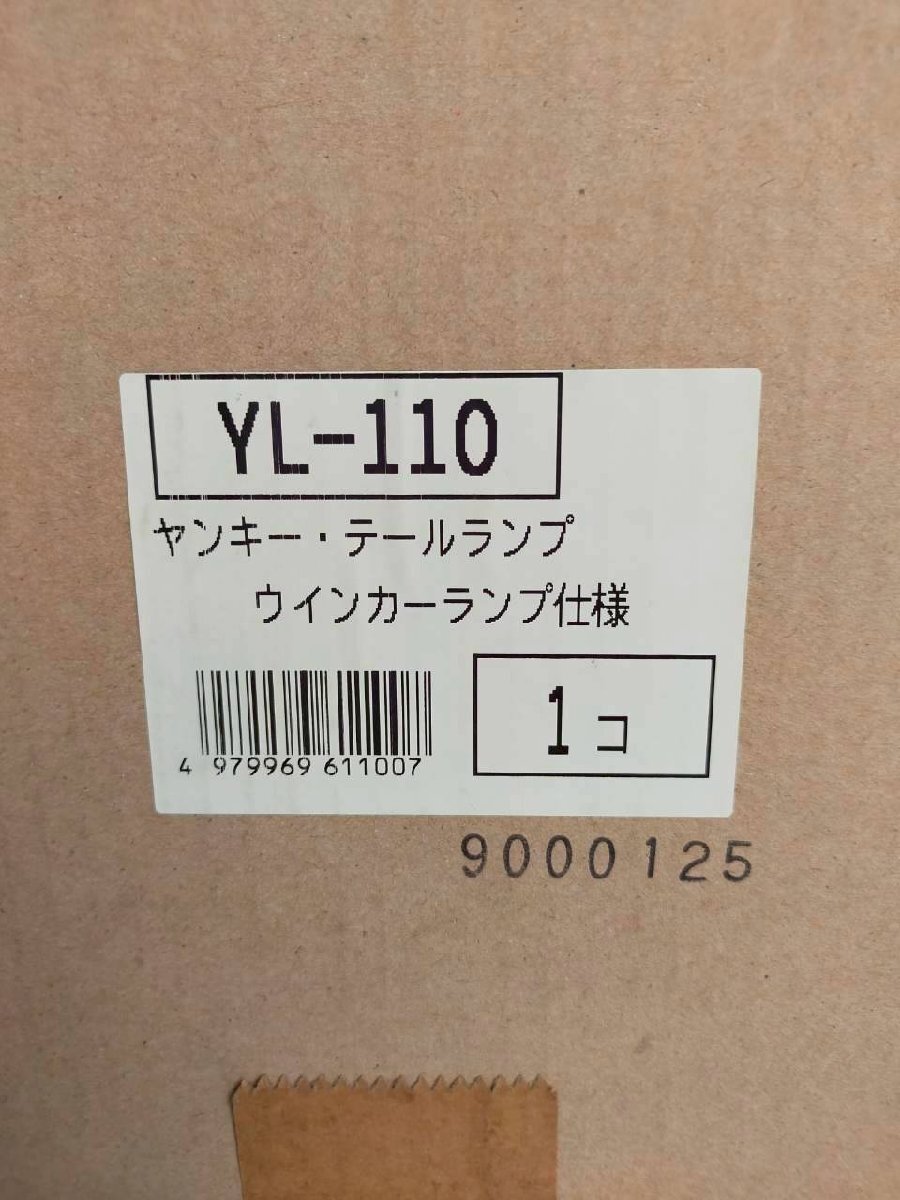 YL-110
ヤンキー・テールランプ
ウインカーランプ仕様
1コ
4 979969 611007
9000125